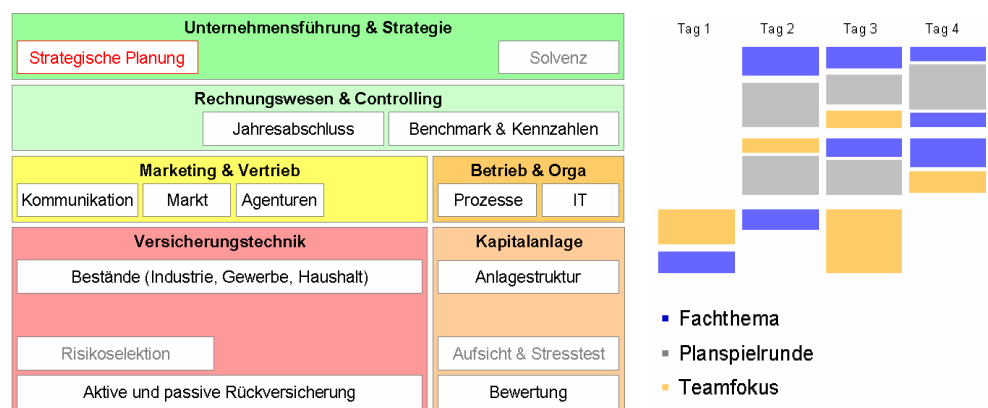 Unternehmensführung & Strategie
Strategische Planung
Solvenz
Rechnungswesen & Controlling
Jahresabschluss
Benchmark & Kennzahlen
Marketing & Vertrieb
Kommunikation
Markt
Agenturen
Betrieb & Orga
Prozesse
IT
Versicherungstechnik
Bestände (Industrie, Gewerbe, Haushalt)
Risikoselektion
Aktive und passive Rückversicherung
Kapitalanlage
Anlagestruktur
Aufsicht & Stresstest
Bewertung
Tag 1
Tag 2
Tag 3
Tag 4
Fachthema
Planspielrunde
Teamfokus